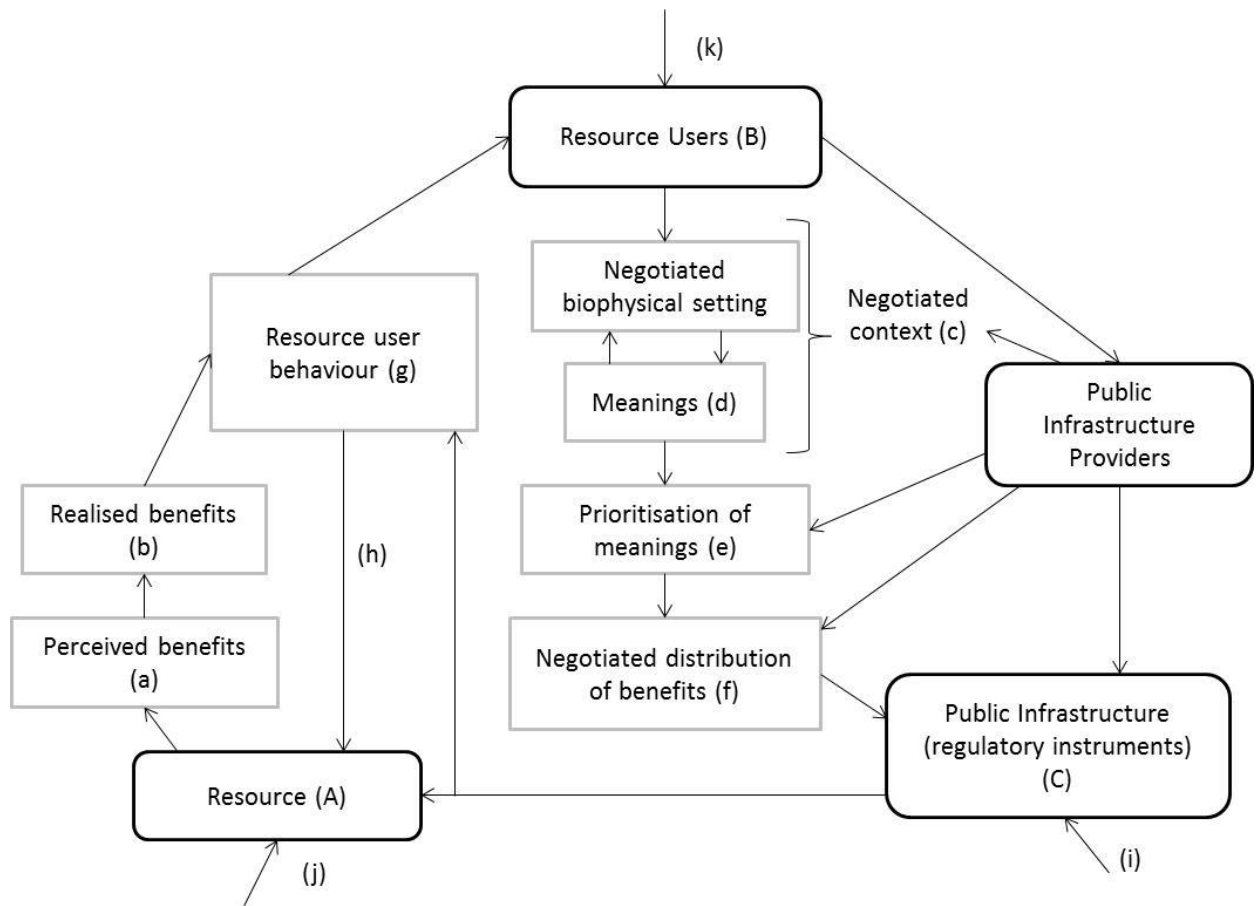 (k)
Resource Users (B)
Negotiated
biophysical setting
Negotiated
context (c)
Resource user
behaviour (g)
Meanings (d)
Public
Infrastructure
Providers
Realised benefits
(b)
Prioritisation of
meanings (e)
(h)
Perceived benefits
(a)
Negotiated distribution
of benefits (f)
Public Infrastructure
(regulatory instruments)
(C)
Resource (A)
(j)
(i)